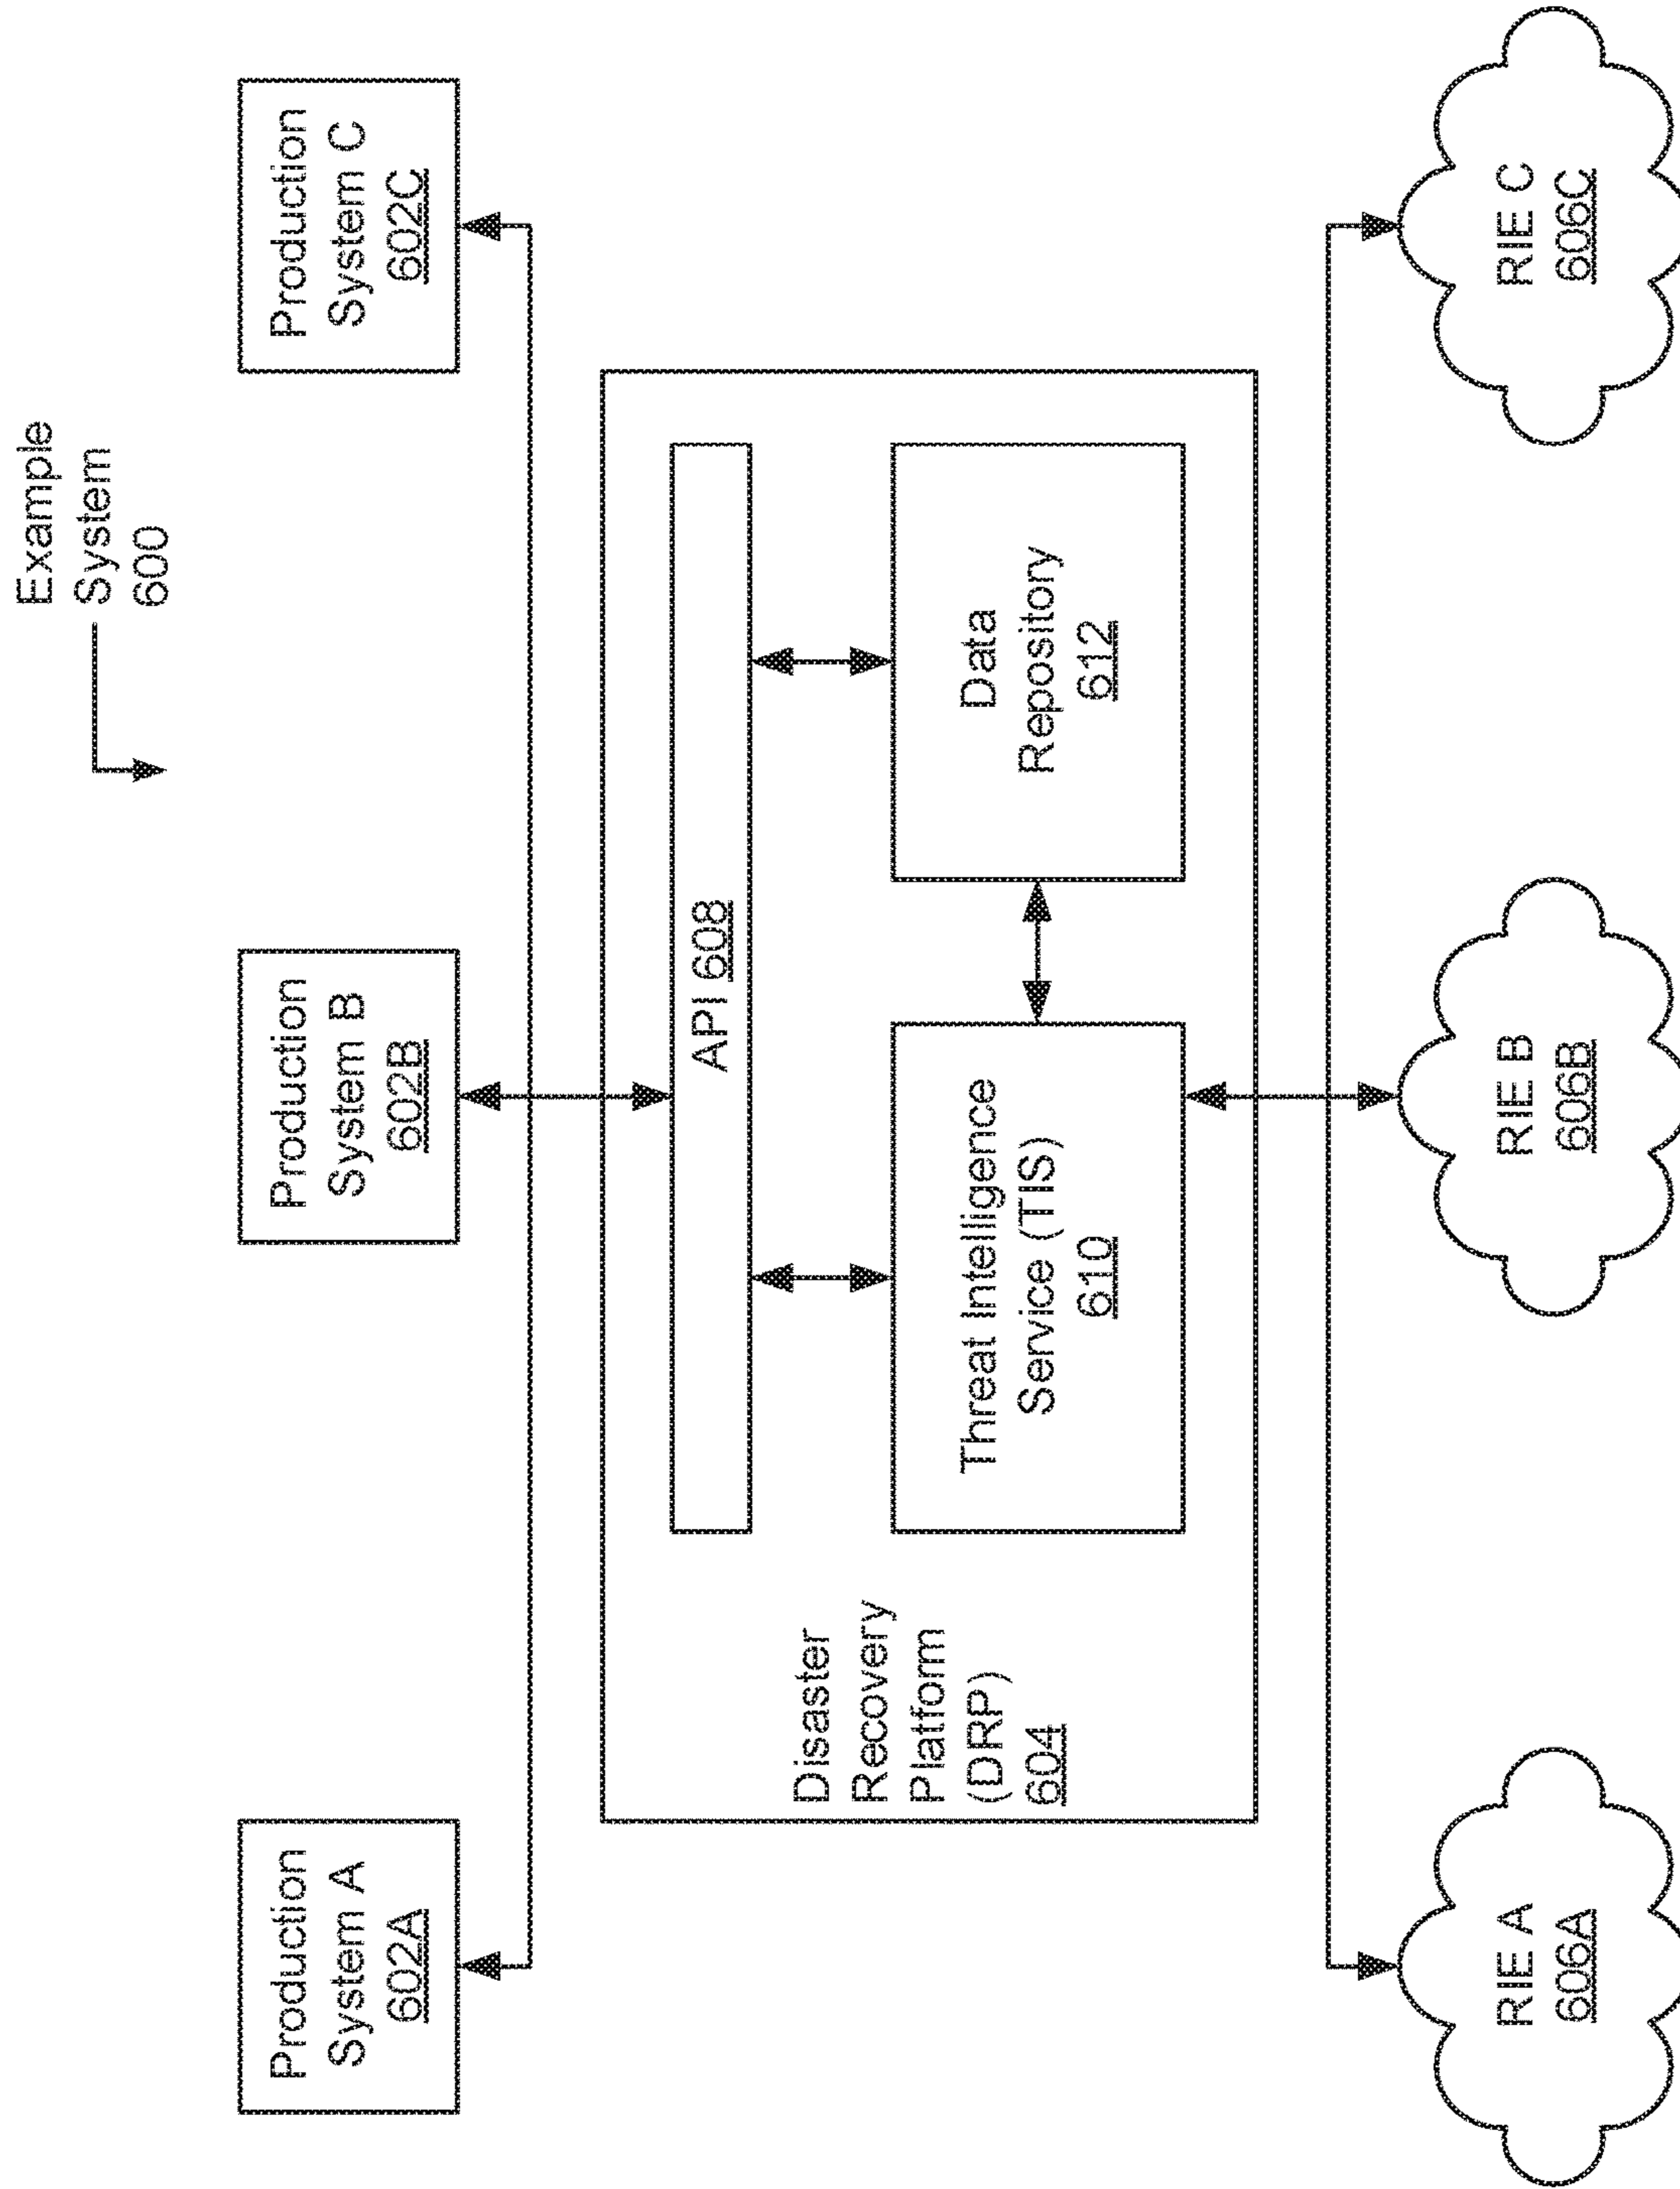 Example
System
600
Production
System A
602A
Production
System B
602B
Production
System C
602C
API 608
Disaster
Recovery
Platform
(DRP)
604
Threat Intelligence
Service (TIS)
610
Data
Repository
612
RIE A
606A
RIE B
606B
RIE C
606C